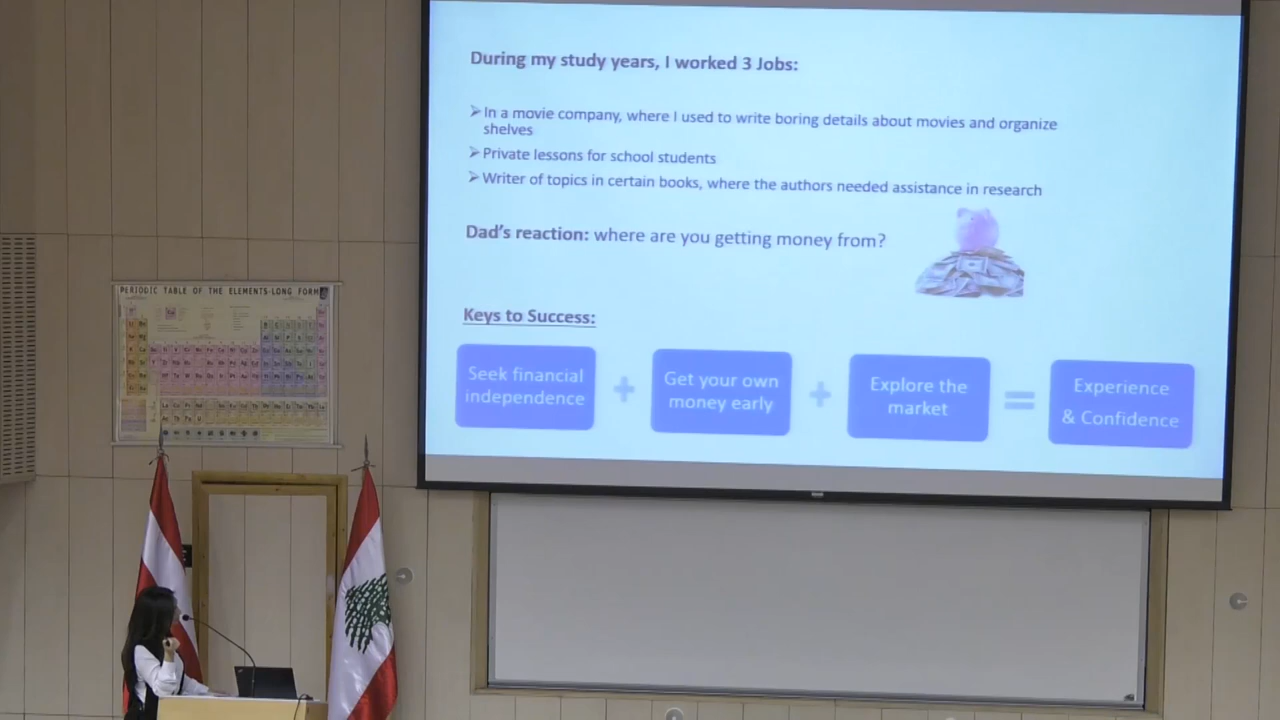 During my study years, I worked 3 Jobs:
In a movie company, where I used to write boring details about movies and organize
shelves
Private lessons for school students
Writer of topics in certain books, where the authors needed assistance in research
Dad's reaction: where are you getting money from?
Keys to Success:
Seek financial
independence
+
Get your own
money early
+
Explore the
market
=
Experience
& Confidence
PERIODIC TABLE OF THE ELEMENTS-LONG FORM